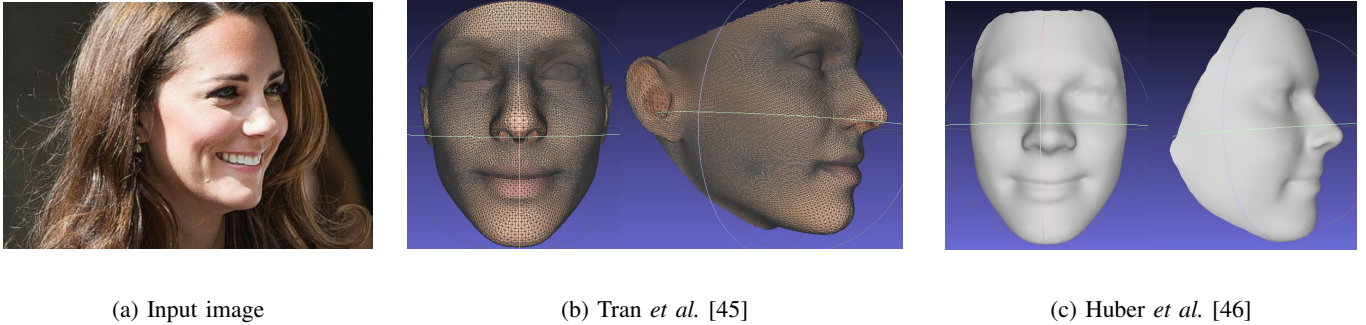 (a) Input image
(b) Tran et al. [45]
(c) Huber et al. [46]